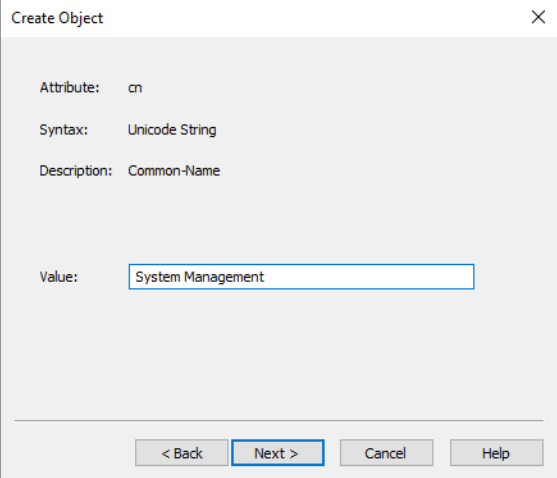 Create Object
Attribute: cn
Syntax: Unicode String
Description: Common-Name
Value: System Management
< Back Next > Cancel Help